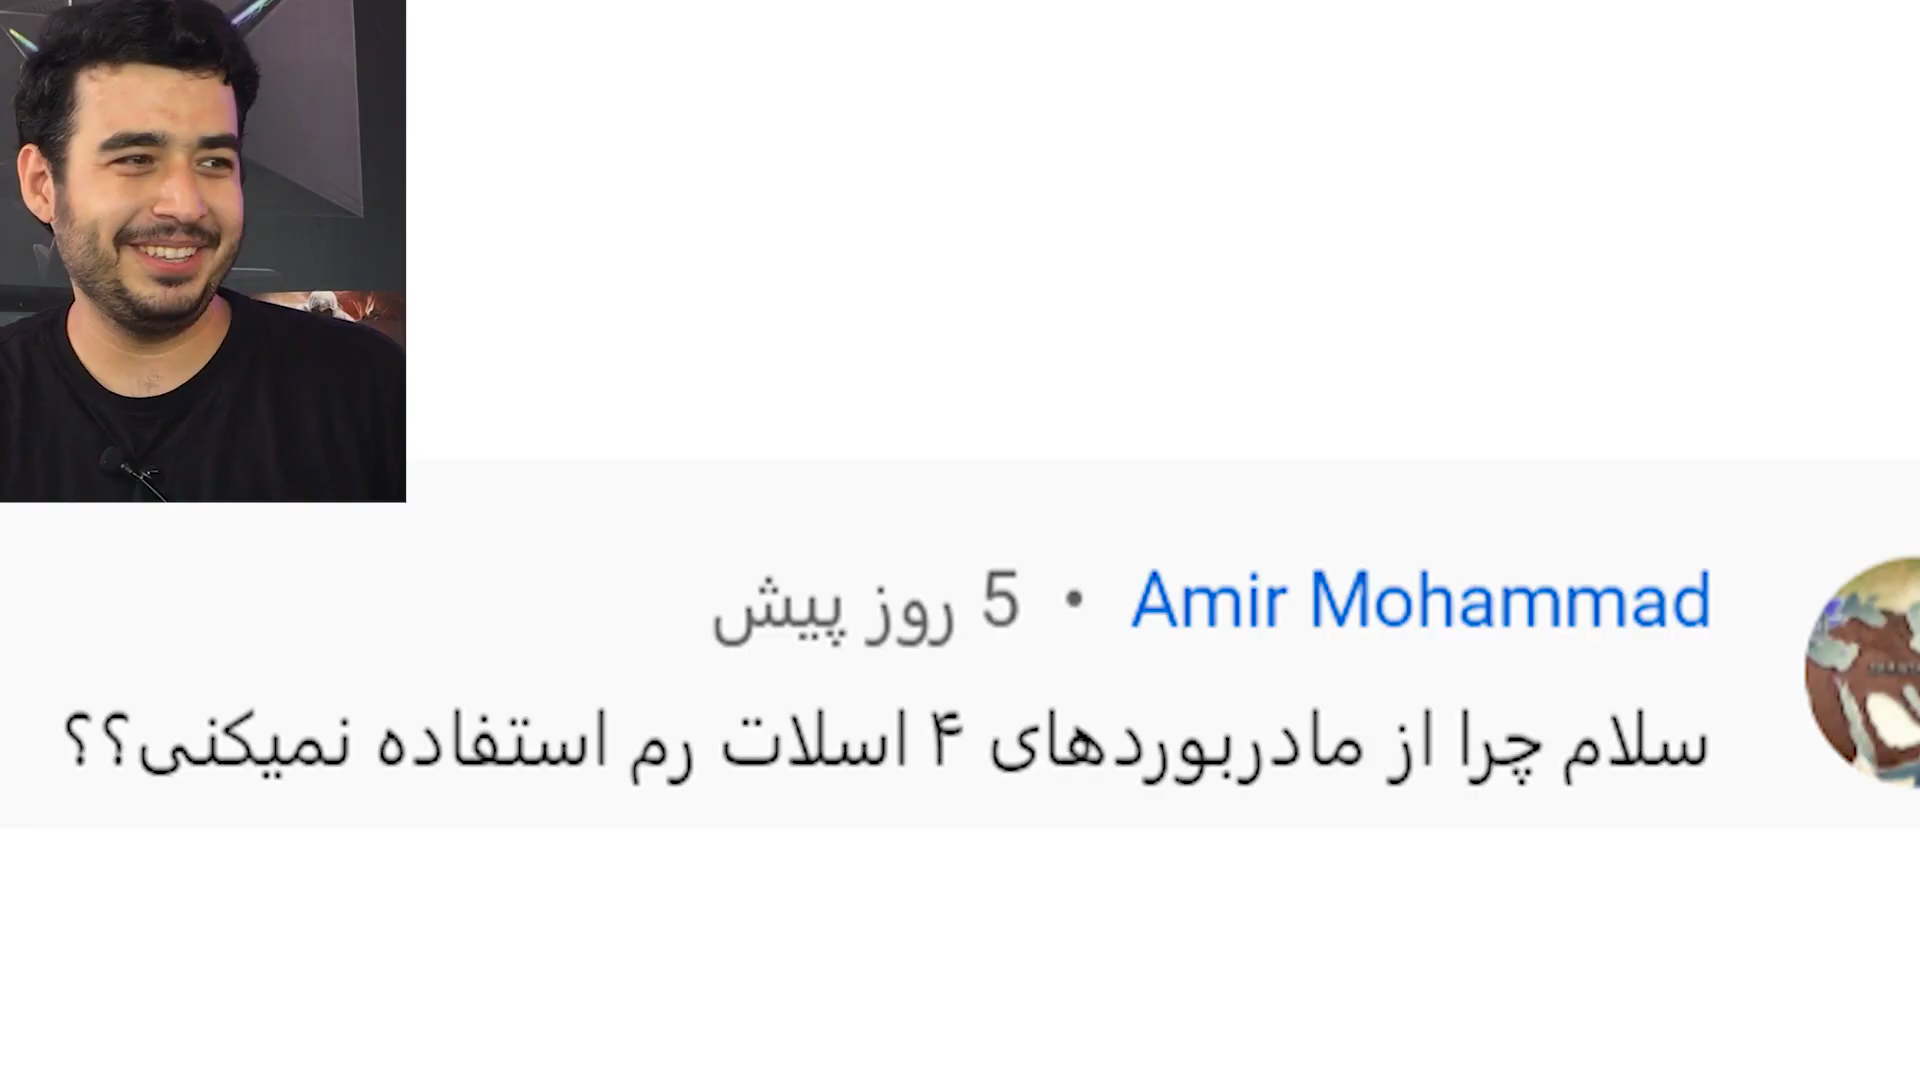 Amir Mohammad • 5 روز پیش
سلام چرا از مادربوردهای ۴ اسلات رم استفاده نمیکنی؟؟